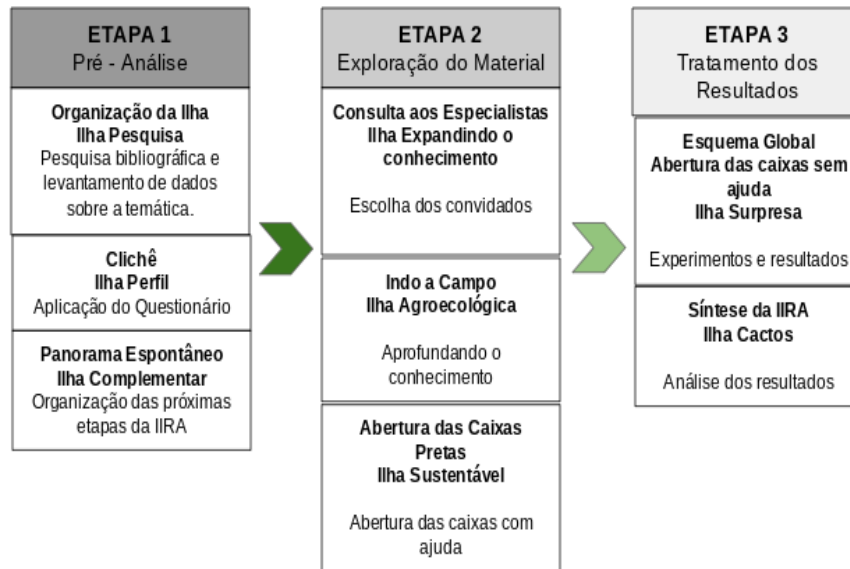 ETAPA 1
Pré - Análise
Organização da Ilha
Ilha Pesquisa
Pesquisa bibliográfica e
levantamento de dados
sobre a temática.
Clichê
Ilha Perfil
Aplicação do Questionário
Panorama Espontâneo
Ilha Complementar
Organização das próximas
etapas da IIRA
ETAPA 2
Exploração do Material
Consulta aos Especialistas
Ilha Expandindo o
conhecimento
Escolha dos convidados
Indo a Campo
Ilha Agroecológica
Aprofundando o
conhecimento
Abertura das Caixas
Pretas
Ilha Sustentável
Abertura das caixas com
ajuda
ETAPA 3
Tratamento dos
Resultados
Esquema Global
Abertura das caixas sem
ajuda
Ilha Surpresa
Experimentos e resultados
Síntese da IIRA
Ilha Cactos
Análise dos resultados